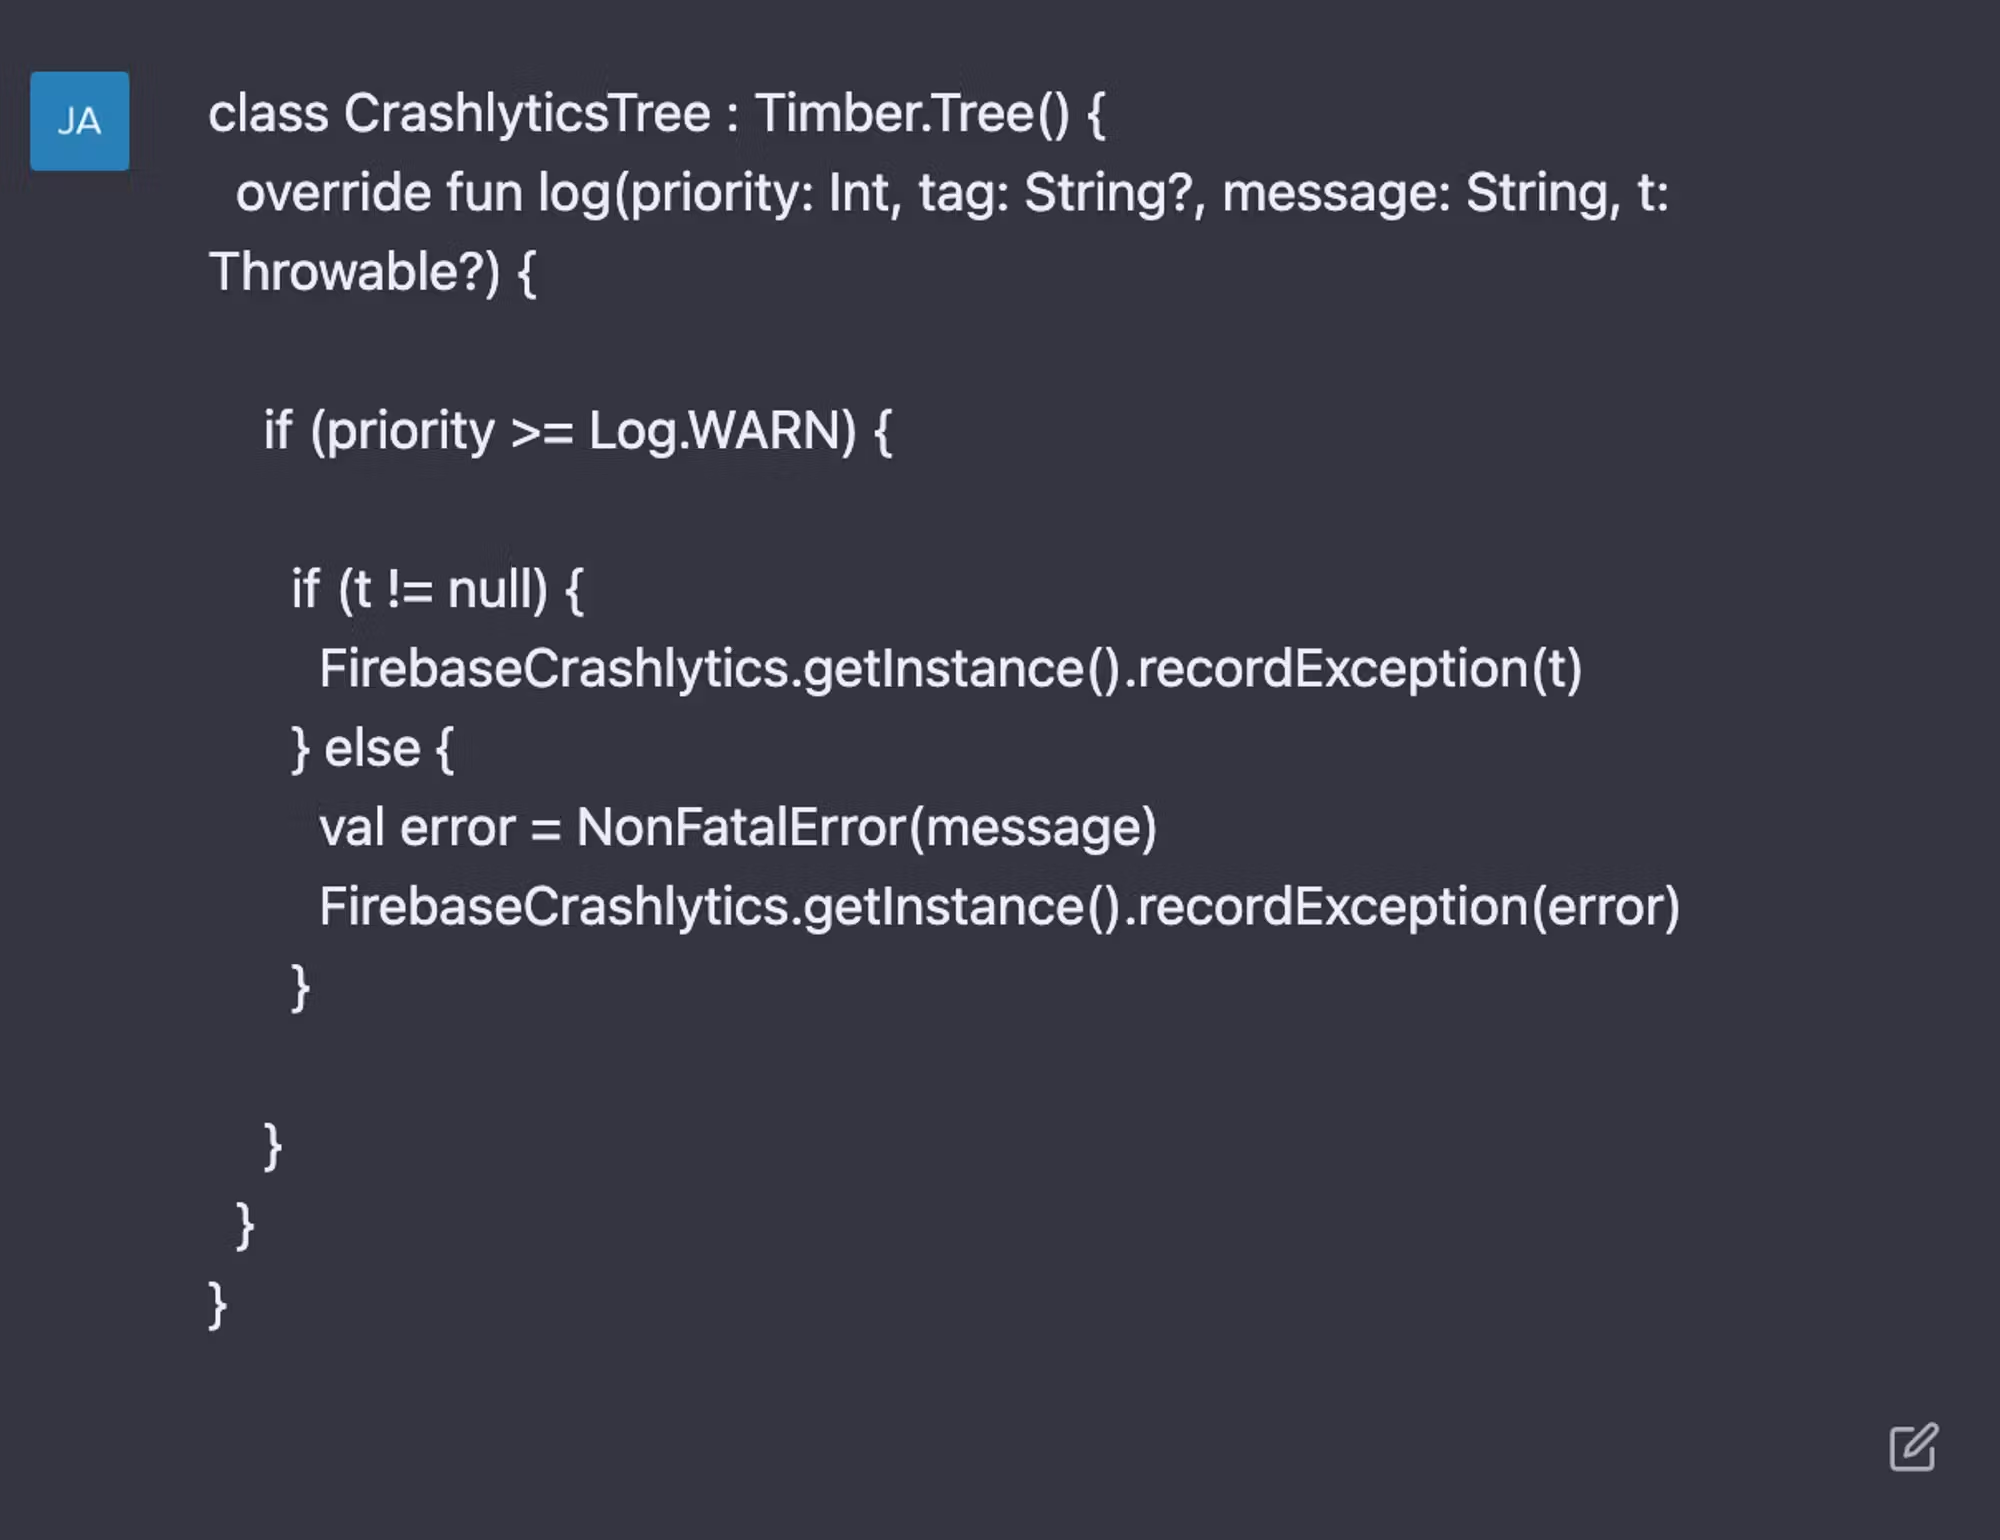 JA
class CrashlyticsTree : Timber.Tree() {
override fun log(priority: Int, tag: String?, message: String, t:
Throwable?) {
if (priority >= Log.WARN) {
if (t != null) {
FirebaseCrashlytics.getInstance().recordException(t)
} else {
val error = NonFatalError(message)
FirebaseCrashlytics.getInstance().recordException(error)
}
}
}
}